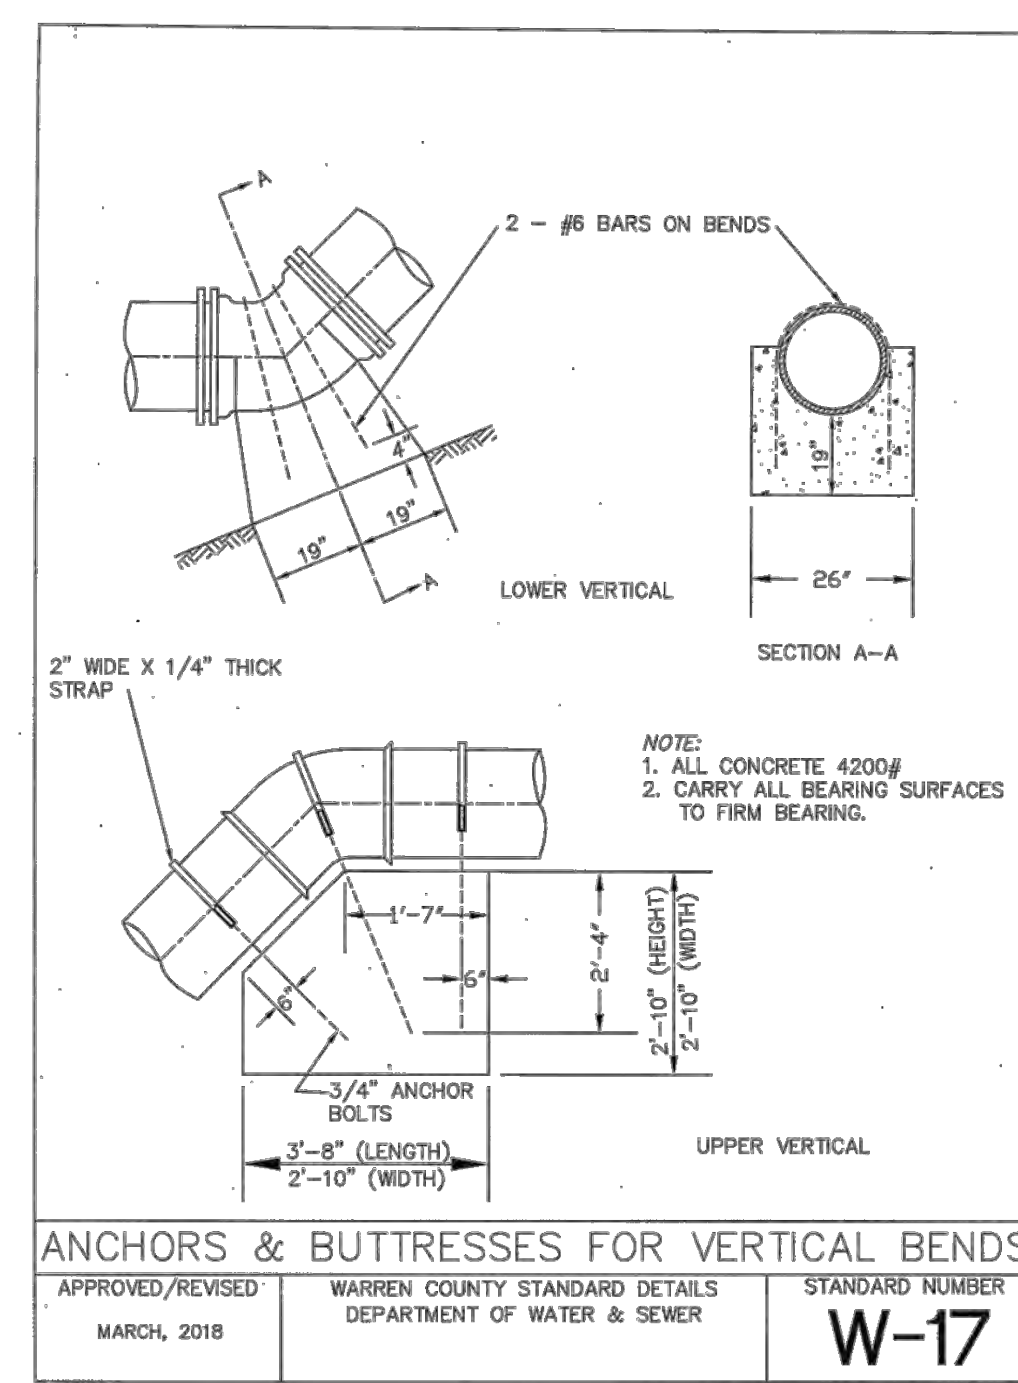 A
2 - #6 BARS ON BENDS
4"
19"
19"
19"
A
26"
LOWER VERTICAL
SECTION A-A
2" WIDE X 1/4" THICK
STRAP
NOTE:
1. ALL CONCRETE 4200#
2. CARRY ALL BEARING SURFACES
TO FIRM BEARING.
1'-7"
6"
6"
2'-4"
2'-10" (HEIGHT)
2'-10" (WIDTH)
3/4" ANCHOR
BOLTS
3'-8" (LENGTH)
2'-10" (WIDTH)
UPPER VERTICAL
ANCHORS & BUTTRESSES FOR VERTICAL BENDS
APPROVED/REVISED
MARCH, 2018
WARREN COUNTY STANDARD DETAILS
DEPARTMENT OF WATER & SEWER
STANDARD NUMBER
W-17